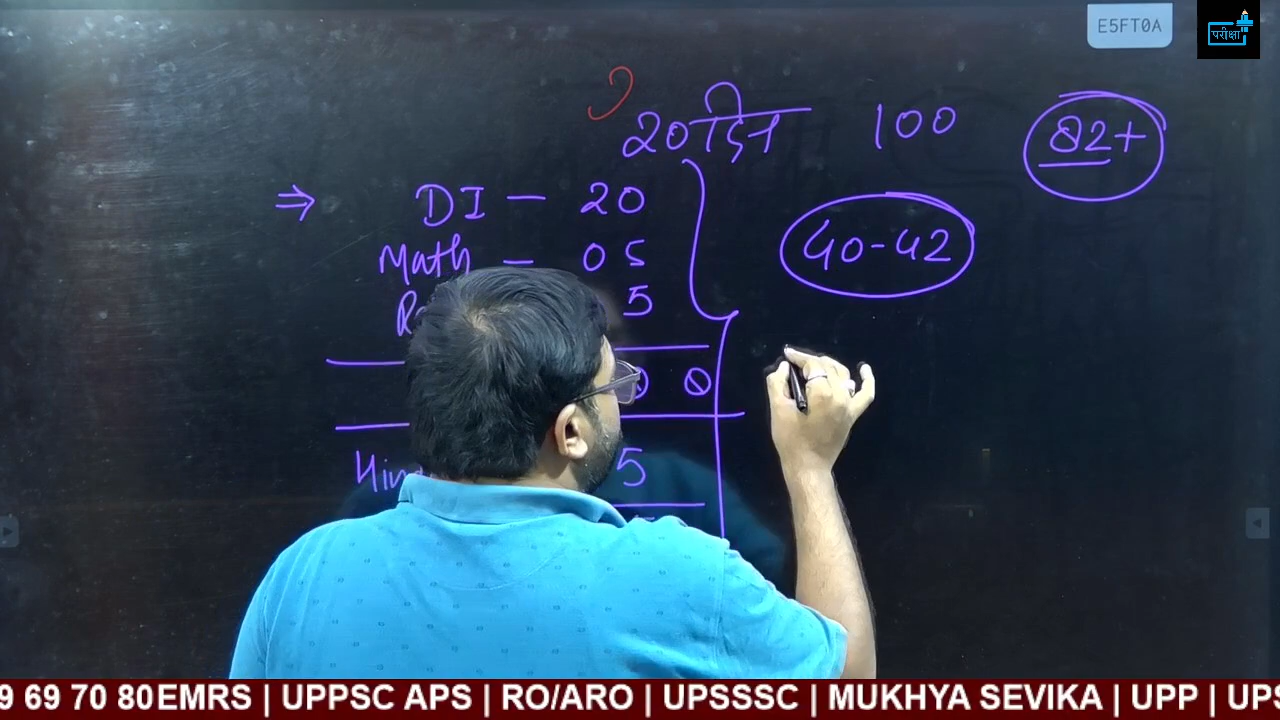 E5FT0A
परीक्षा
20 दिन 100 82+
DI - 20
Math - 05
5
40-42
5
9 69 70 80EMRS | UPPSC APS | RO/ARO | UPSSSC | MUKHYA SEVIKA | UPP | UPS